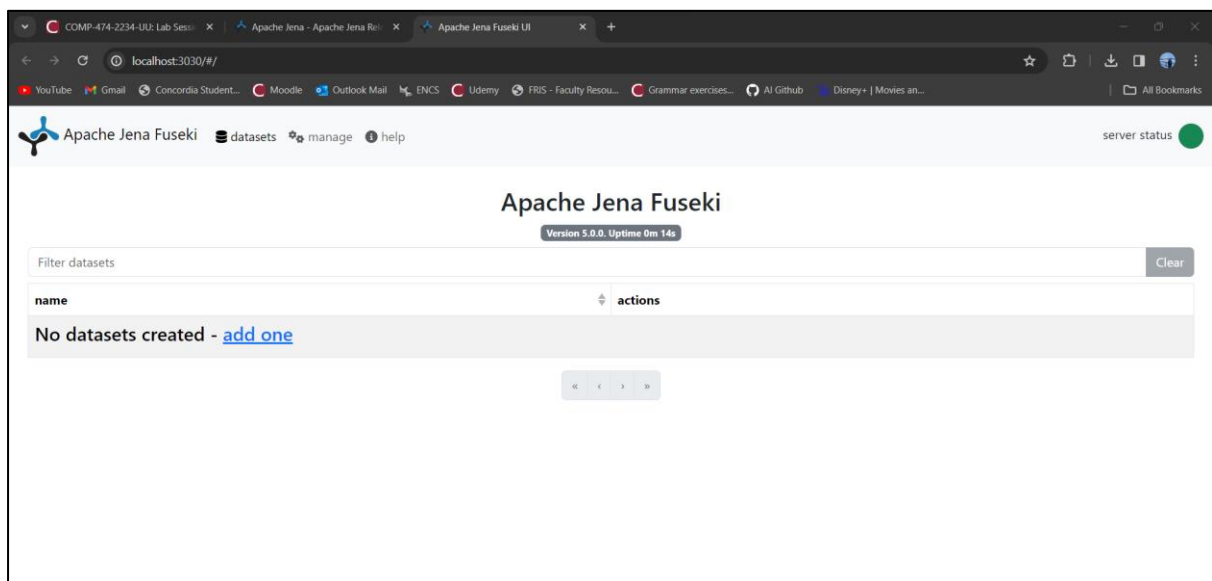 COMP-474-2234-UU: Lab Sess
Apache Jena - Apache Jena Rel
Apache Jena Fuseki UI
localhost:3030/#/
YouTube Gmail Concordia Student... Moodle Outlook Mail ENCS Udemy FRIS - Faculty Resou... Grammar exercises... AI Github Disney+ | Movies an... All Bookmarks
Apache Jena Fuseki datasets manage help server status
Apache Jena Fuseki
Version 5.0.0. Uptime 0m 14s
Filter datasets Clear
name actions
No datasets created - add one
« ‹ › »